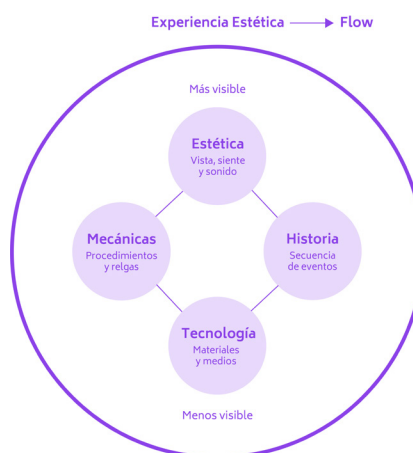 Experiencia Estética → Flow
Más visible
Estética
Vista, siente
y sonido
Mecánicas
Procedimientos
y relgas
Historia
Secuencia
de eventos
Tecnología
Materiales
y medios
Menos visible